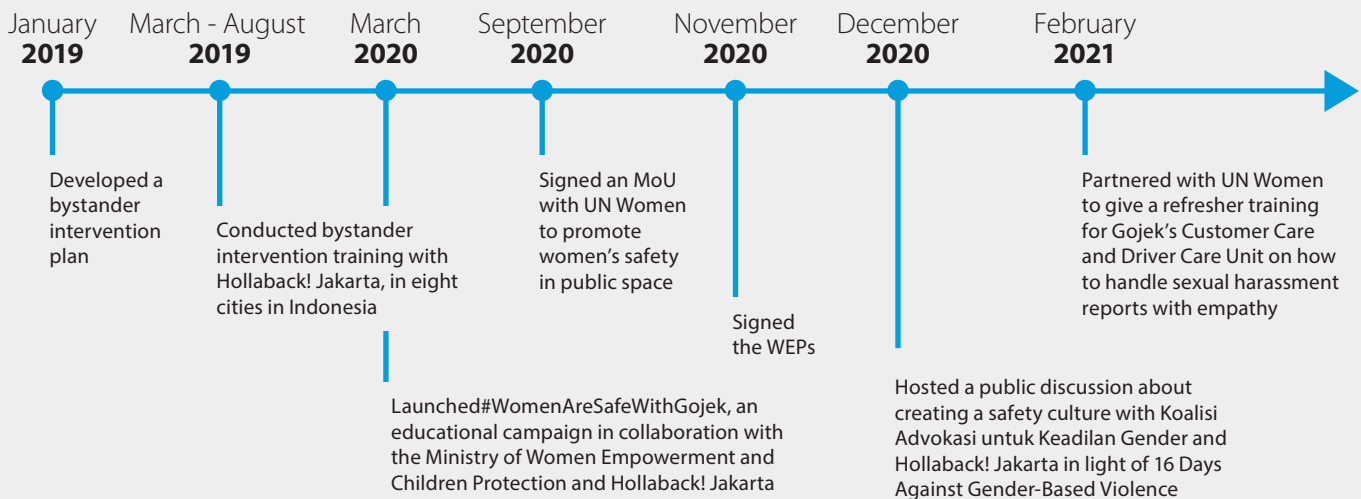 January
2019
March - August
2019
March
2020
September
2020
November
2020
December
2020
February
2021
Developed a
bystander
intervention
plan
Conducted bystander
intervention training with
Hollaback! Jakarta, in eight
cities in Indonesia
Launched#WomenAreSafeWithGojek, an
educational campaign in collaboration with
the Ministry of Women Empowerment and
Children Protection and Hollaback! Jakarta
Signed an MoU
with UN Women
to promote
women’s safety
in public space
Signed
the WEPs
Hosted a public discussion about
creating a safety culture with Koalisi
Advokasi untuk Keadilan Gender and
Hollaback! Jakarta in light of 16 Days
Against Gender-Based Violence
Partnered with UN Women
to give a refresher training
for Gojek’s Customer Care
and Driver Care Unit on how
to handle sexual harassment
reports with empathy